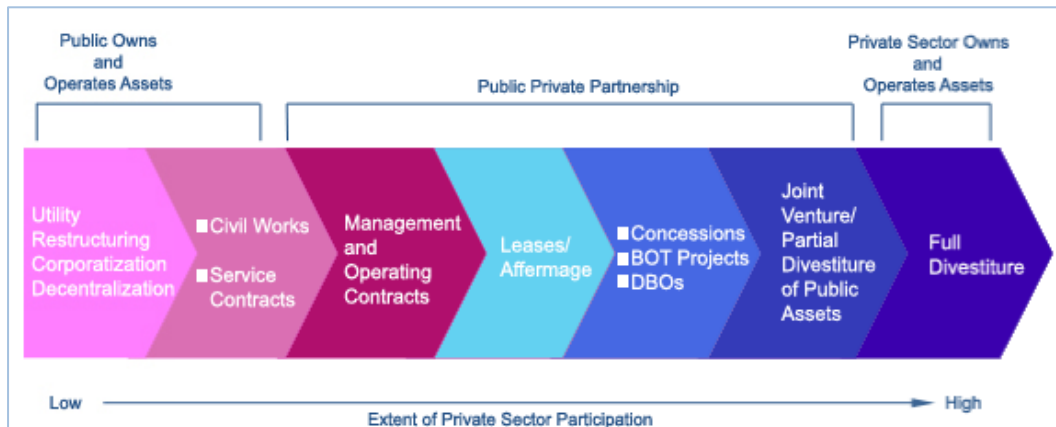 Public Owns
and
Operates Assets
Public Private Partnership
Private Sector Owns
and
Operates Assets
Utility
Restructuring
Corporatization
Decentralization
Civil Works
Service
Contracts
Management
and
Operating
Contracts
Leases/
Affermage
Concessions
BOT Projects
DBOs
Joint
Venture/
Partial
Divestiture
of Public
Assets
Full
Divestiture
Low
Extent of Private Sector Participation
High